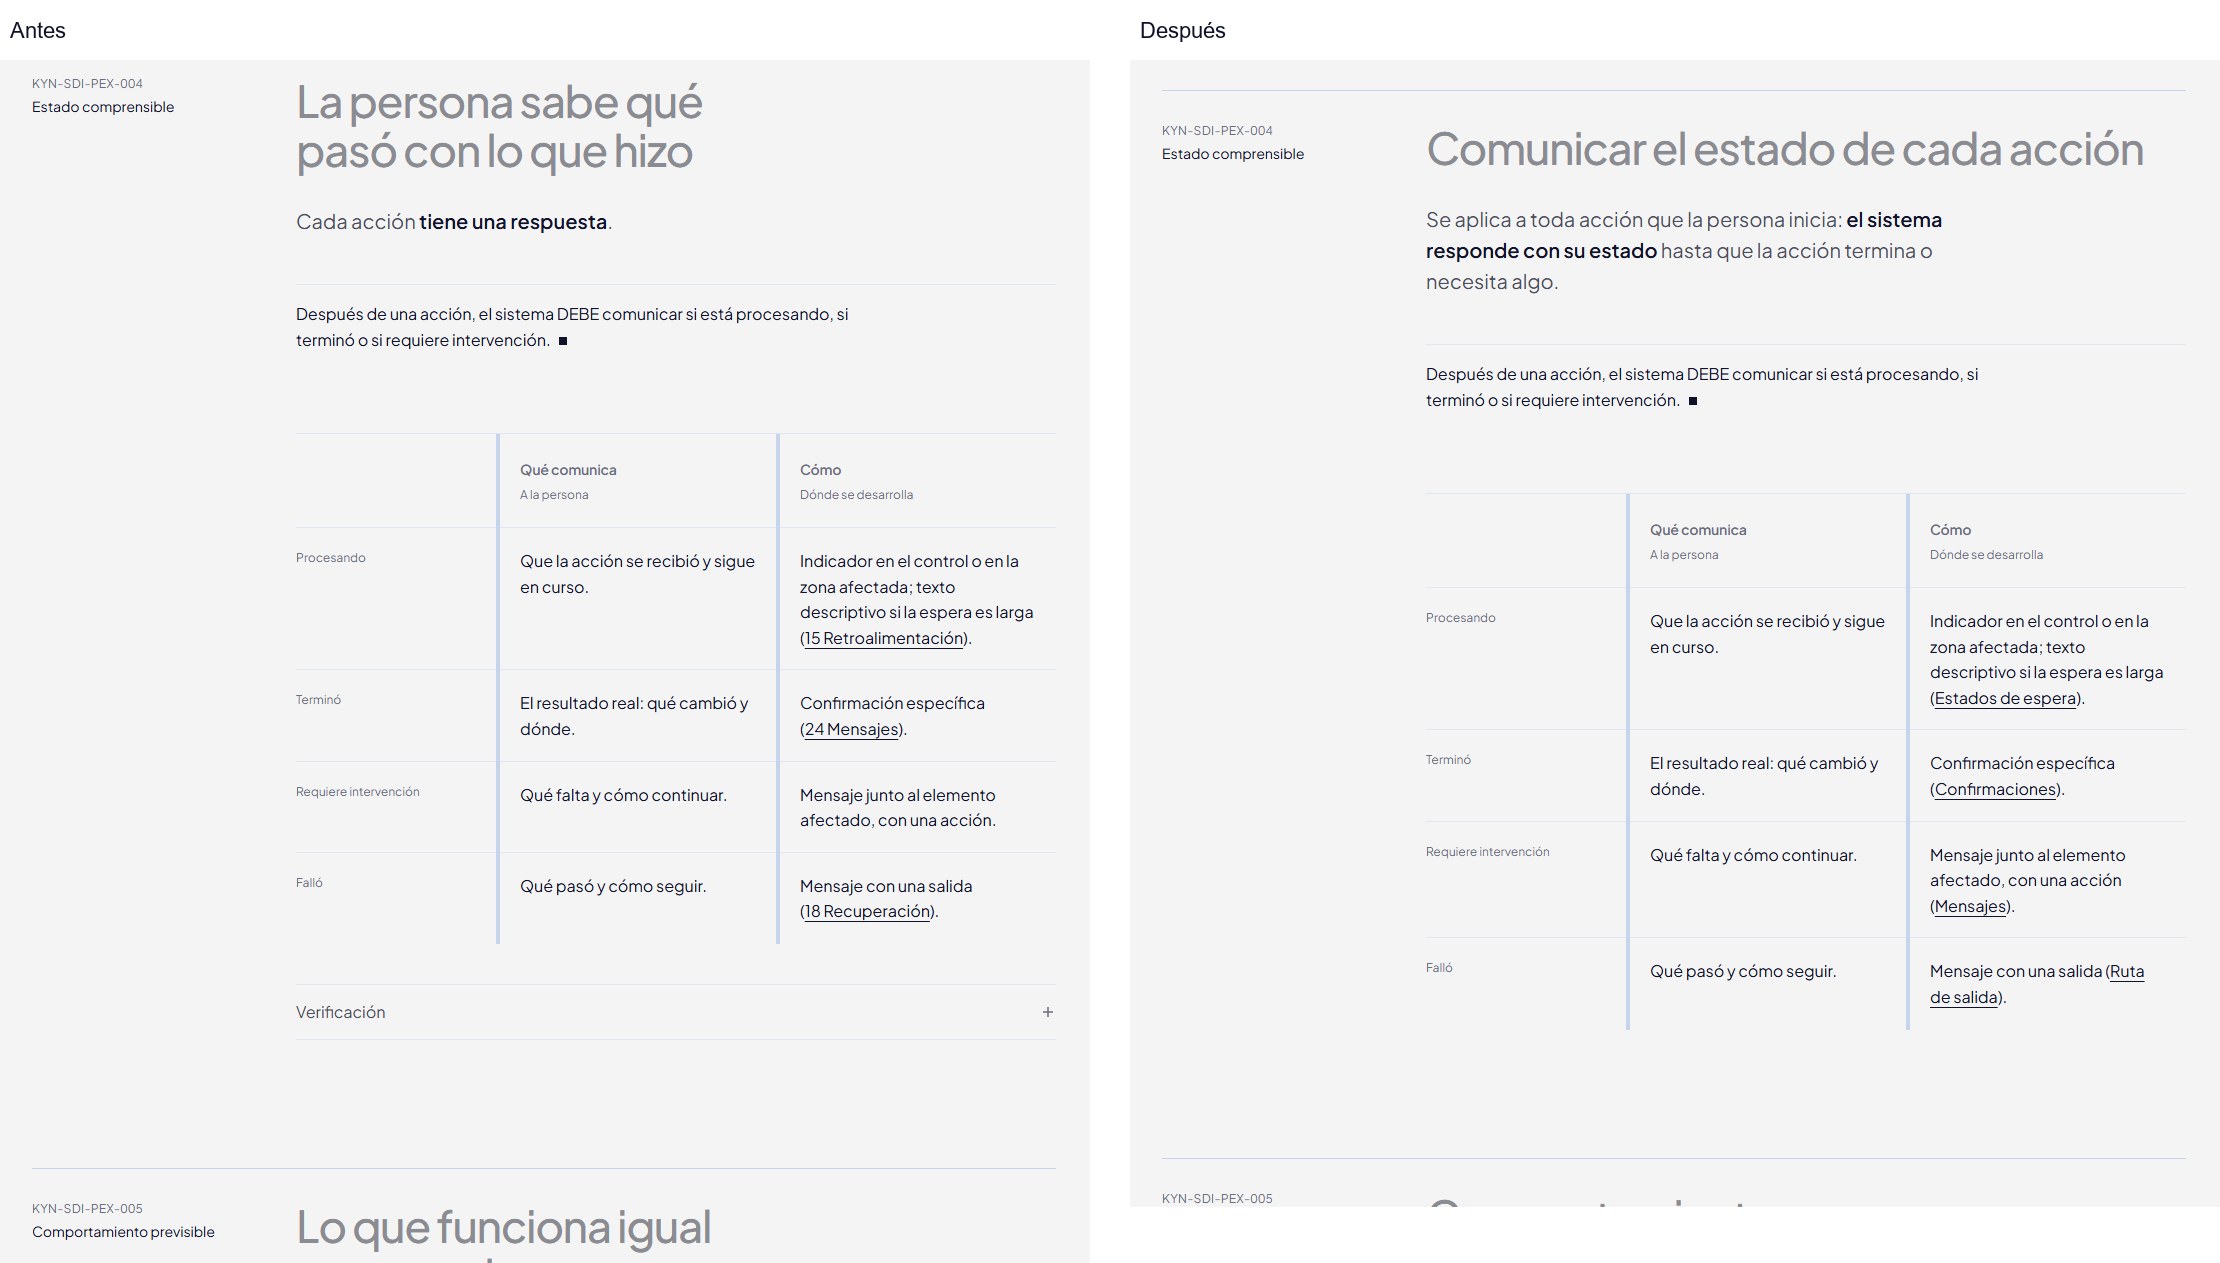 Antes
KYN-SDI-PEX-004
Estado comprensible
La persona sabe qué
pasó con lo que hizo
Cada acción tiene una respuesta.
Después de una acción, el sistema DEBE comunicar si está procesando, si
terminó o si requiere intervención.
Qué comunica
A la persona
Cómo
Dónde se desarrolla
Procesando
Que la acción se recibió y sigue
en curso.
Indicador en el control o en la
zona afectada; texto
descriptivo si la espera es larga
(15 Retroalimentación).
Terminó
El resultado real: qué cambió y
dónde.
Confirmación específica
(24 Mensajes).
Requiere intervención
Qué falta y cómo continuar.
Mensaje junto al elemento
afectado, con una acción.
Falló
Qué pasó y cómo seguir.
Mensaje con una salida
(18 Recuperación).
Verificación
+
KYN-SDI-PEX-005
Comportamiento previsible
Lo que funciona igual
Después
KYN-SDI-PEX-004
Estado comprensible
Comunicar el estado de cada acción
Se aplica a toda acción que la persona inicia: el sistema
responde con su estado hasta que la acción termina o
necesita algo.
Después de una acción, el sistema DEBE comunicar si está procesando, si
terminó o si requiere intervención.
Qué comunica
A la persona
Cómo
Dónde se desarrolla
Procesando
Que la acción se recibió y sigue
en curso.
Indicador en el control o en la
zona afectada; texto
descriptivo si la espera es larga
(Estados de espera).
Terminó
El resultado real: qué cambió y
dónde.
Confirmación específica
(Confirmaciones).
Requiere intervención
Qué falta y cómo continuar.
Mensaje junto al elemento
afectado, con una acción
(Mensajes).
Falló
Qué pasó y cómo seguir.
Mensaje con una salida (Ruta
de salida).
KYN-SDI-PEX-005